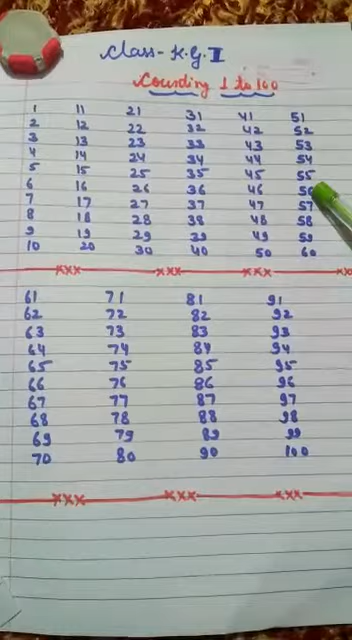 Class - K.G I
Counting 1 to 100
1 11 21 31 41 51
2 12 22 32 42 52
3 13 23 33 43 53
4 14 24 34 44 54
5 15 25 35 45 55
6 16 26 36 46 56
7 17 27 37 47 57
8 18 28 38 48 58
9 19 29 39 49 59
10 20 30 40 50 60
xxx xxx xxx xx
61 71 81 91
62 72 82 92
63 73 83 93
64 74 84 94
65 75 85 95
66 76 86 96
67 77 87 97
68 78 88 98
69 79 89 99
70 80 90 100
xxx xxx xxx